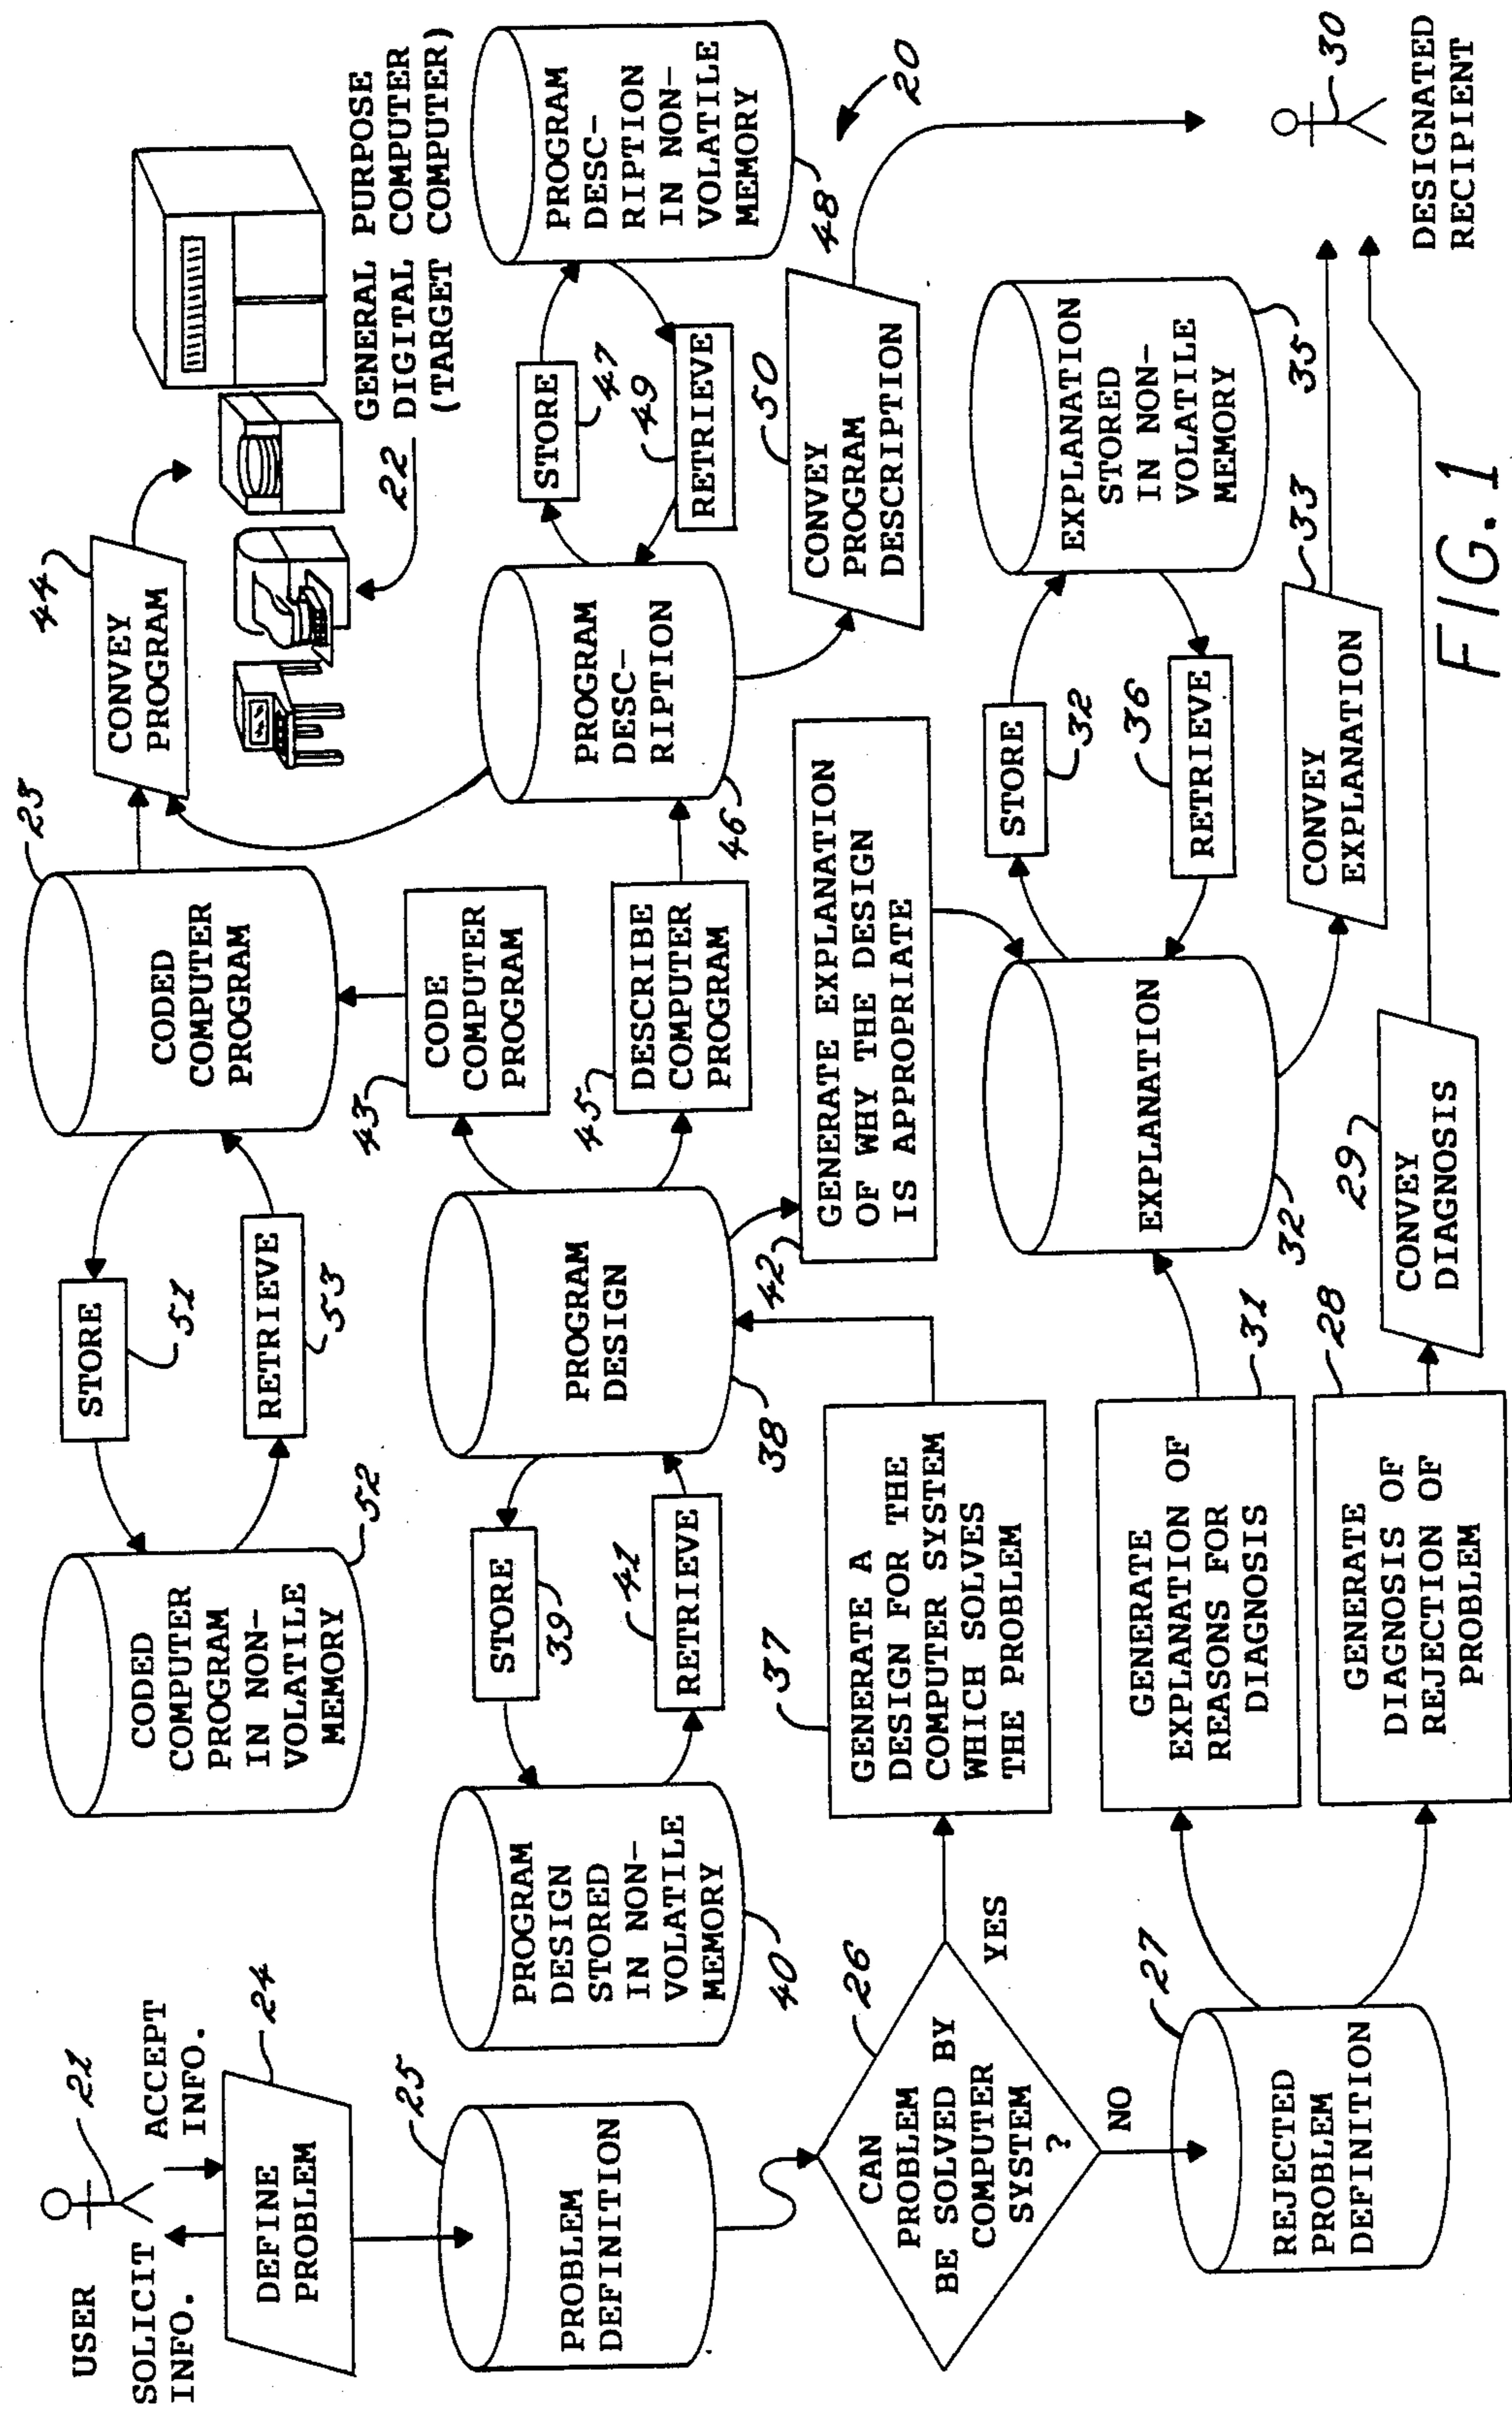 USER
21
SOLICIT
INFO.
ACCEPT
INFO.
DEFINE
PROBLEM
24
25
PROBLEM
DEFINITION
CAN
PROBLEM
BE SOLVED BY
COMPUTER
SYSTEM
?
26
YES
NO
27
REJECTED
PROBLEM
DEFINITION
CODED
COMPUTER
PROGRAM
IN NON-
VOLATILE
MEMORY
52
STORE
51
RETRIEVE
53
CODED
COMPUTER
PROGRAM
23
CONVEY
PROGRAM
44
22
GENERAL PURPOSE
DIGITAL COMPUTER
(TARGET COMPUTER)
PROGRAM
DESIGN
STORED
IN NON-
VOLATILE
MEMORY
40
STORE
39
RETRIEVE
41
PROGRAM
DESIGN
38
CODE
COMPUTER
PROGRAM
43
DESCRIBE
COMPUTER
PROGRAM
45
PROGRAM
DESC-
RIPTION
46
STORE
47
RETRIEVE
49
PROGRAM
DESC-
RIPTION
IN NON-
VOLATILE
MEMORY
48
20
GENERATE A
DESIGN FOR THE
COMPUTER SYSTEM
WHICH SOLVES
THE PROBLEM
37
GENERATE EXPLANATION
OF WHY THE DESIGN
IS APPROPRIATE
42
CONVEY
PROGRAM
DESCRIPTION
50
GENERATE
EXPLANATION OF
REASONS FOR
DIAGNOSIS
31
EXPLANATION
32
STORE
32
RETRIEVE
36
EXPLANATION
STORED
IN NON-
VOLATILE
MEMORY
35
GENERATE
DIAGNOSIS OF
REJECTION OF
PROBLEM
28
CONVEY
DIAGNOSIS
29
CONVEY
EXPLANATION
33
30
DESIGNATED
RECIPIENT
FIG. 1